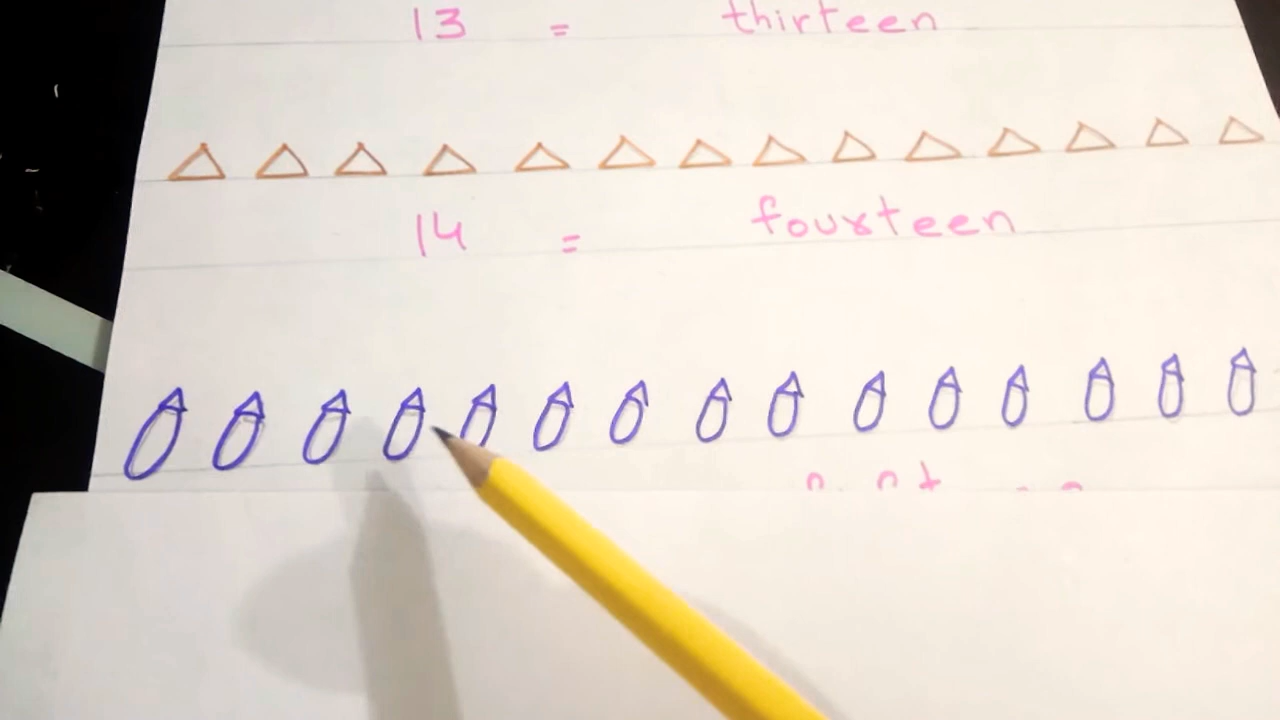 13 = thirteen
14 = fourteen